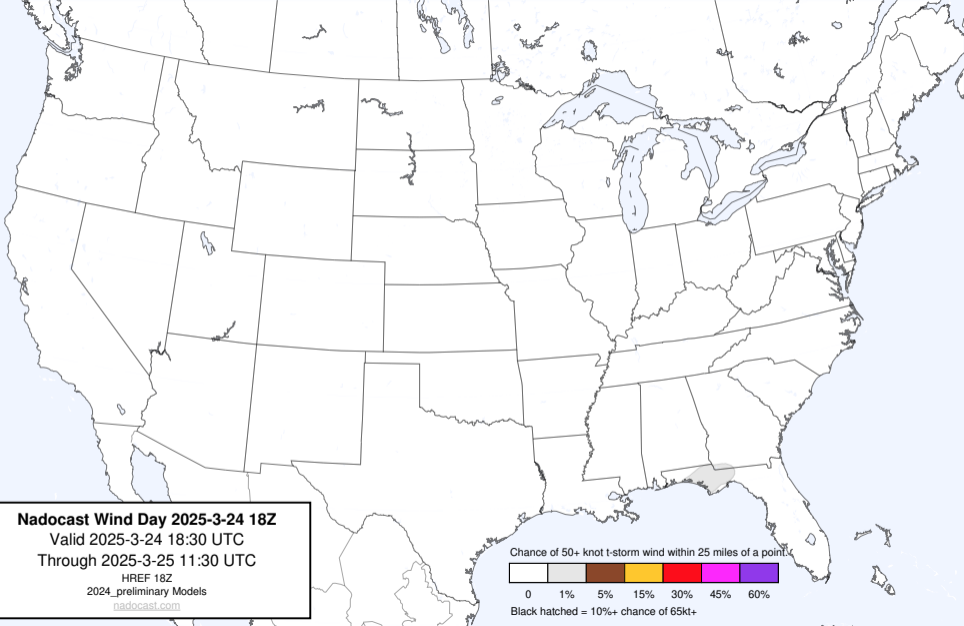 Nadocast Wind Day 2025-3-24 18Z
Valid 2025-3-24 18:30 UTC
Through 2025-3-25 11:30 UTC
HREF 18Z
2024_preliminary Models
nadocast.com
Chance of 50+ knot t-storm wind within 25 miles of a point.
0 1% 5% 15% 30% 45% 60%
Black hatched = 10%+ chance of 65kt+